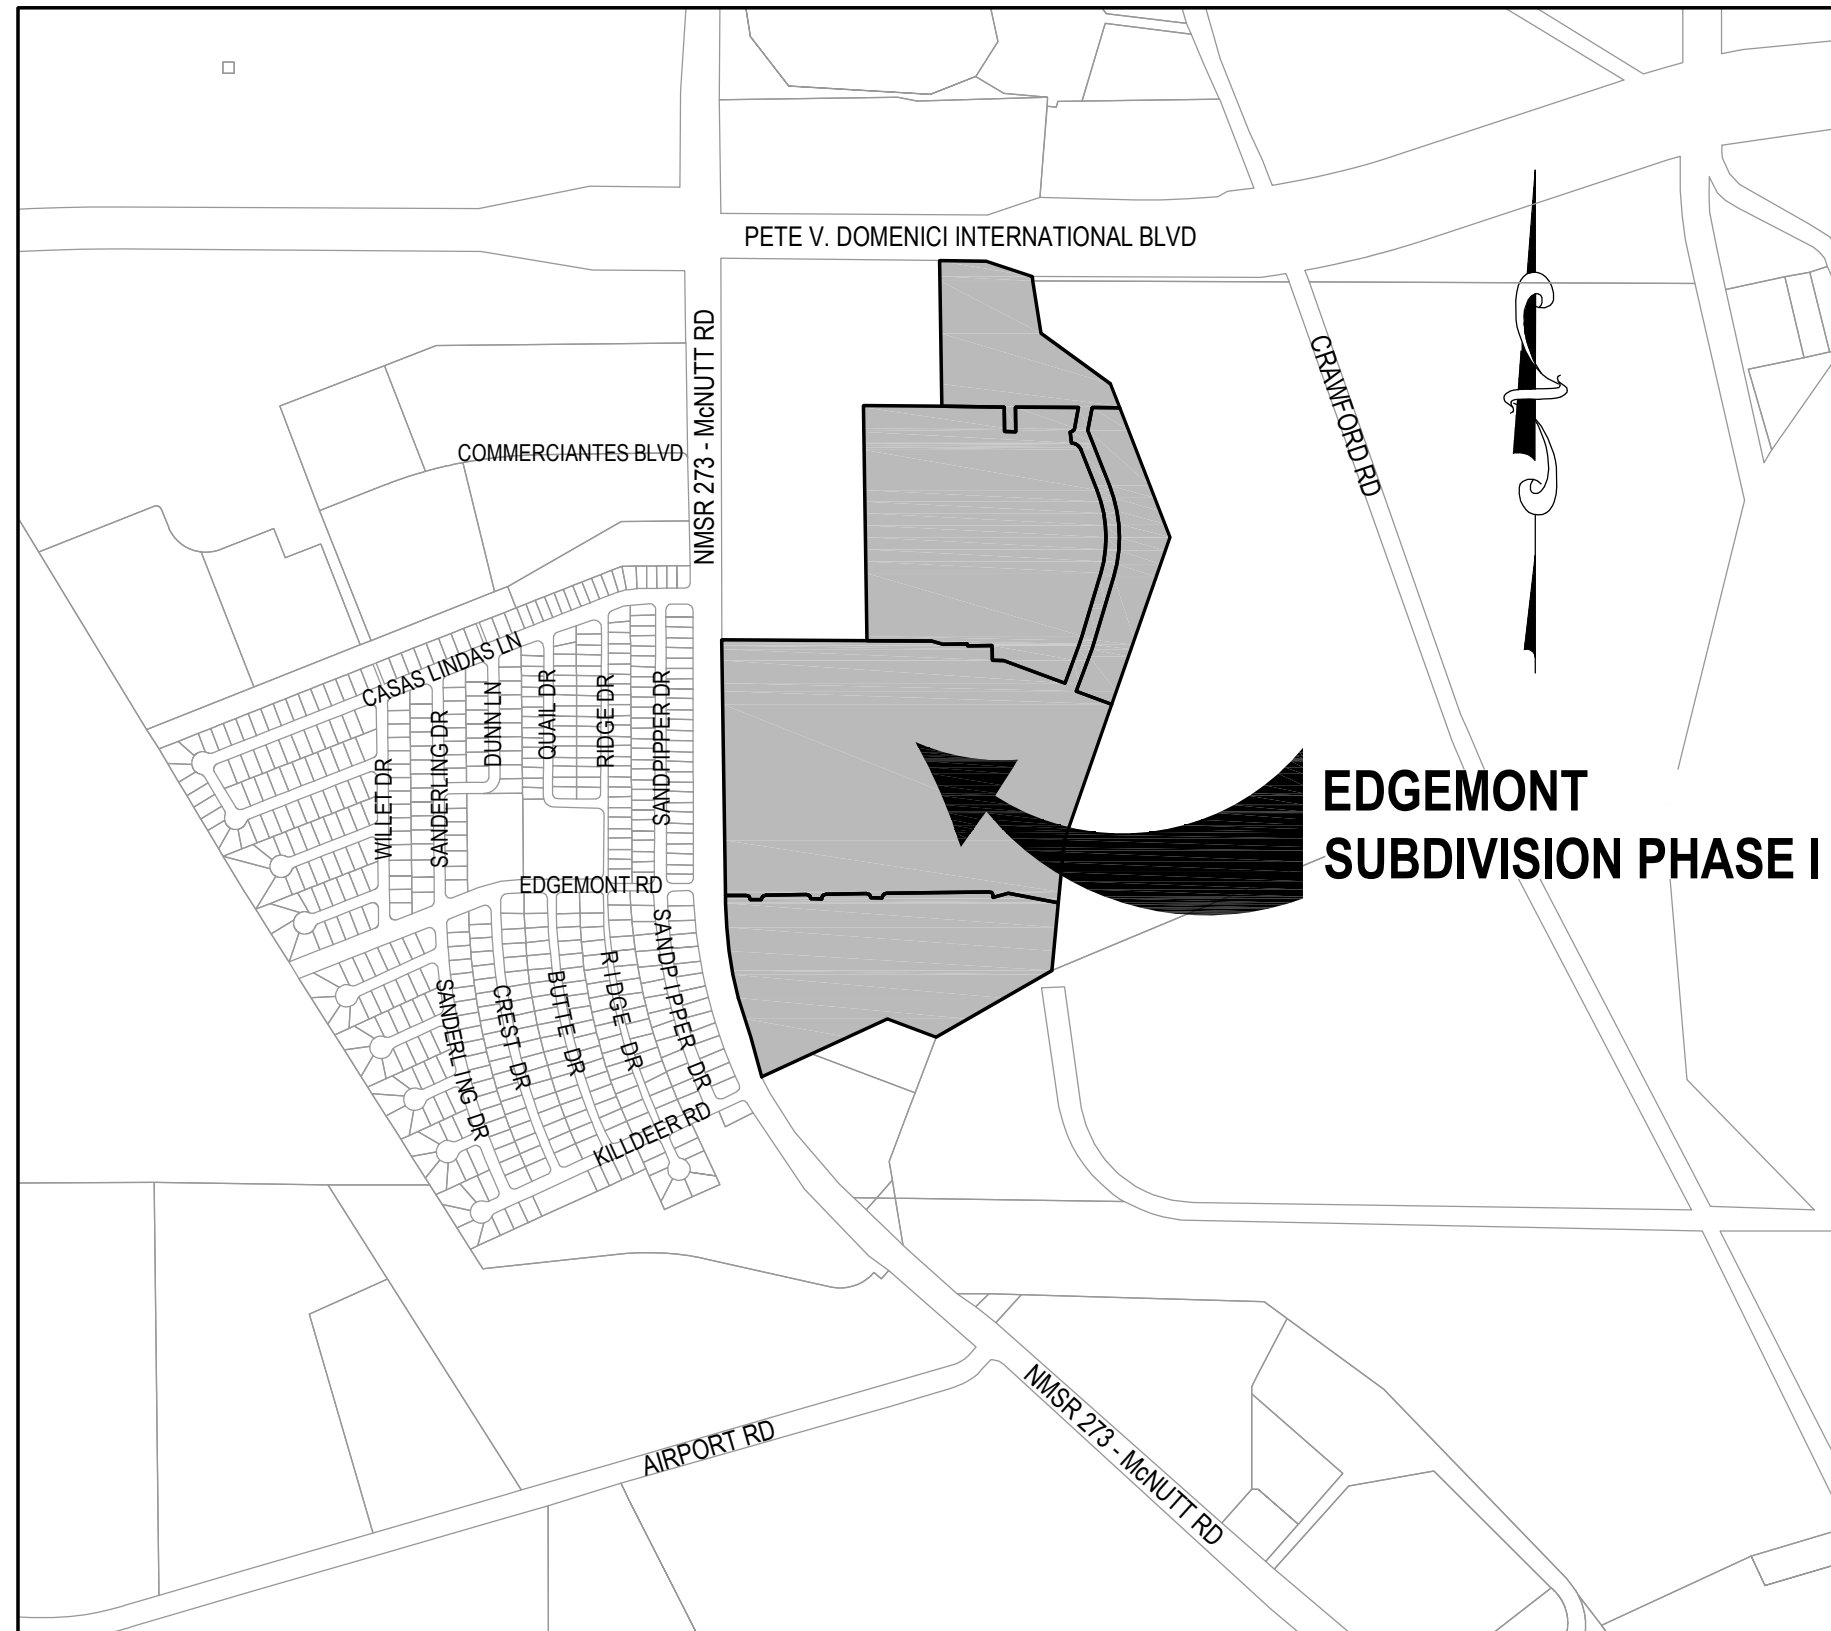 PETE V. DOMENICI INTERNATIONAL BLVD
NMSR 273 - McNUTT RD
CRAWFORD RD
COMMERCIANTES BLVD
CASAS LINDAS LN
WILLET DR
SANDERLING DR
DUNN LN
QUAIL DR
RIDGE DR
SANDPIPPER DR
EDGEMONT
SUBDIVISION PHASE I
EDGEMONT RD
SANDERLING DR
CREST DR
BUTTE DR
RIDGE DR
SANDPIPPER DR
KILLDEER RD
AIRPORT RD
NMSR 273 - McNUTT RD